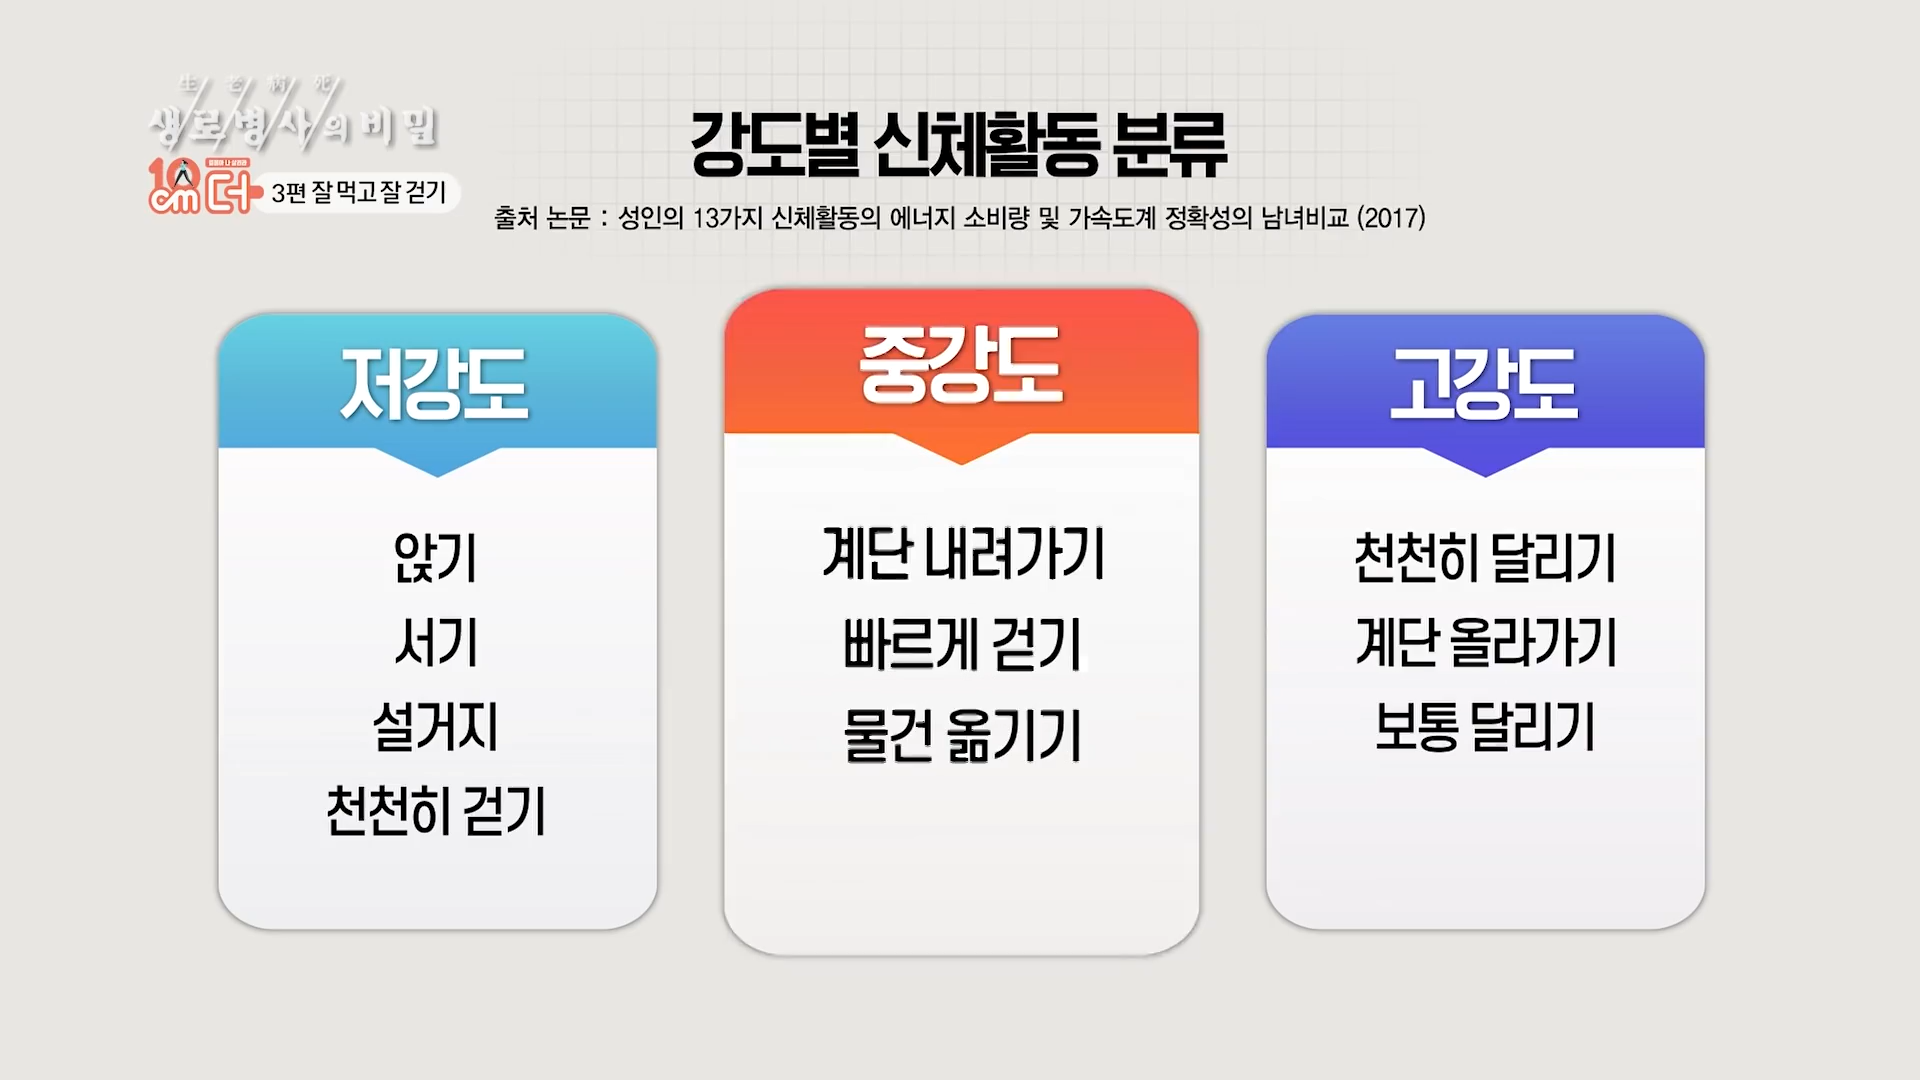 生老病死
생로병사의 비밀
10cm 더
3편 잘 먹고 잘 걷기
강도별 신체활동 분류
출처 논문 : 성인의 13가지 신체활동의 에너지 소비량 및 가속도계 정확성의 남녀비교 (2017)
저강도
앉기
서기
설거지
천천히 걷기
중강도
계단 내려가기
빠르게 걷기
물건 옮기기
고강도
천천히 달리기
계단 올라가기
보통 달리기